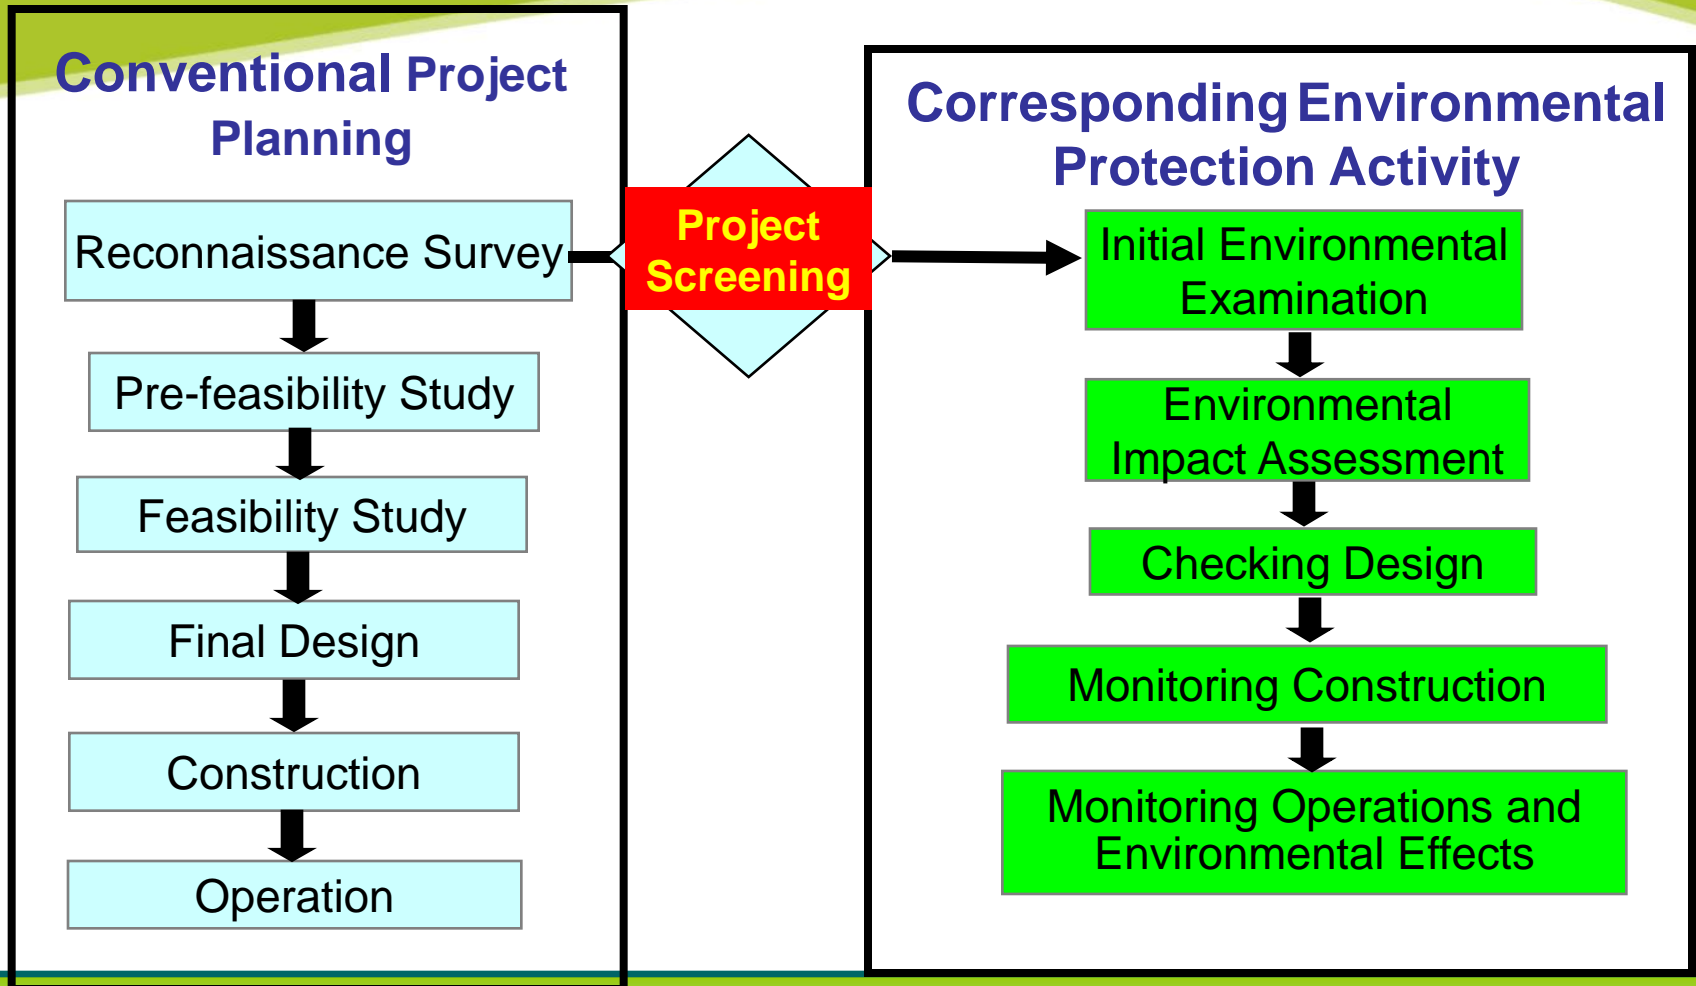 Conventional Project
Planning
Reconnaissance Survey
Pre-feasibility Study
Feasibility Study
Final Design
Construction
Operation
Project
Screening
Corresponding Environmental
Protection Activity
Initial Environmental
Examination
Environmental
Impact Assessment
Checking Design
Monitoring Construction
Monitoring Operations and
Environmental Effects